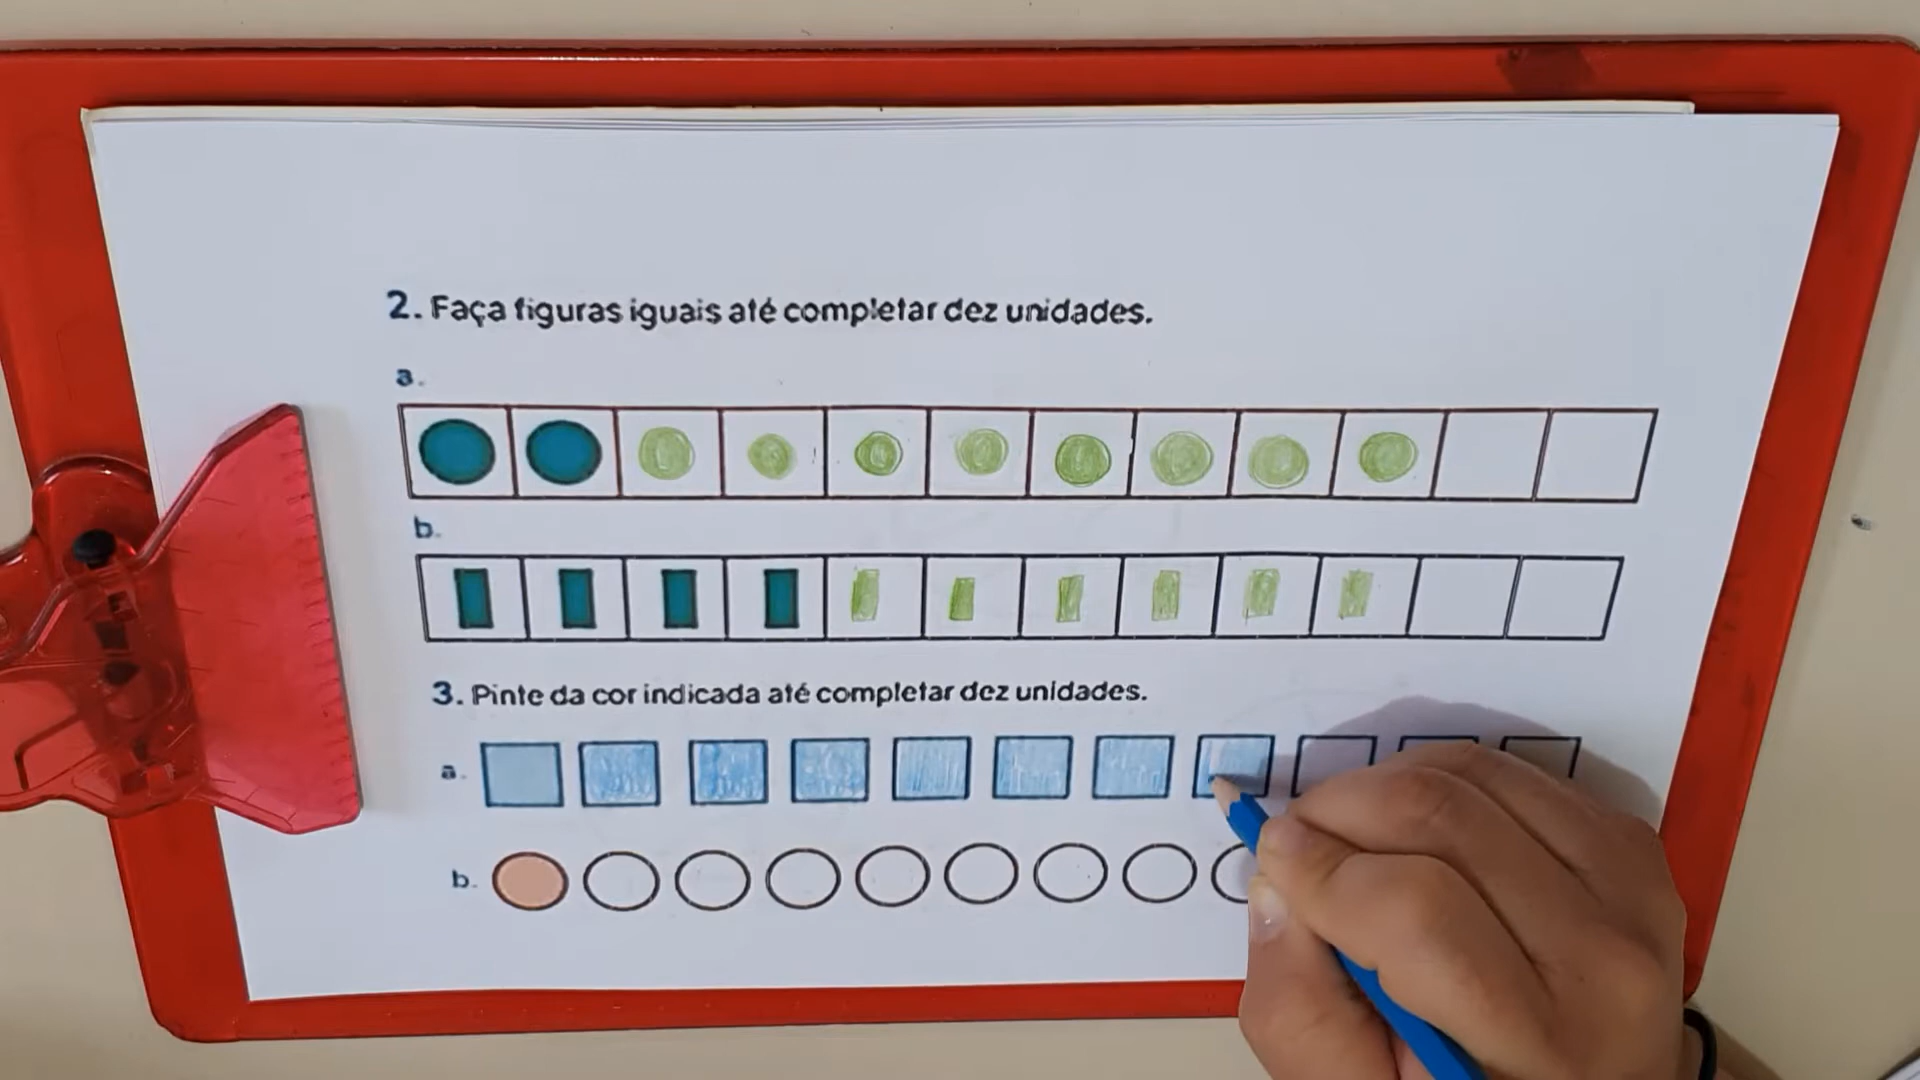 2. Faça figuras iguais até completar dez unidades.
a.
b.
3. Pinte da cor indicada até completar dez unidades.
a.
b.